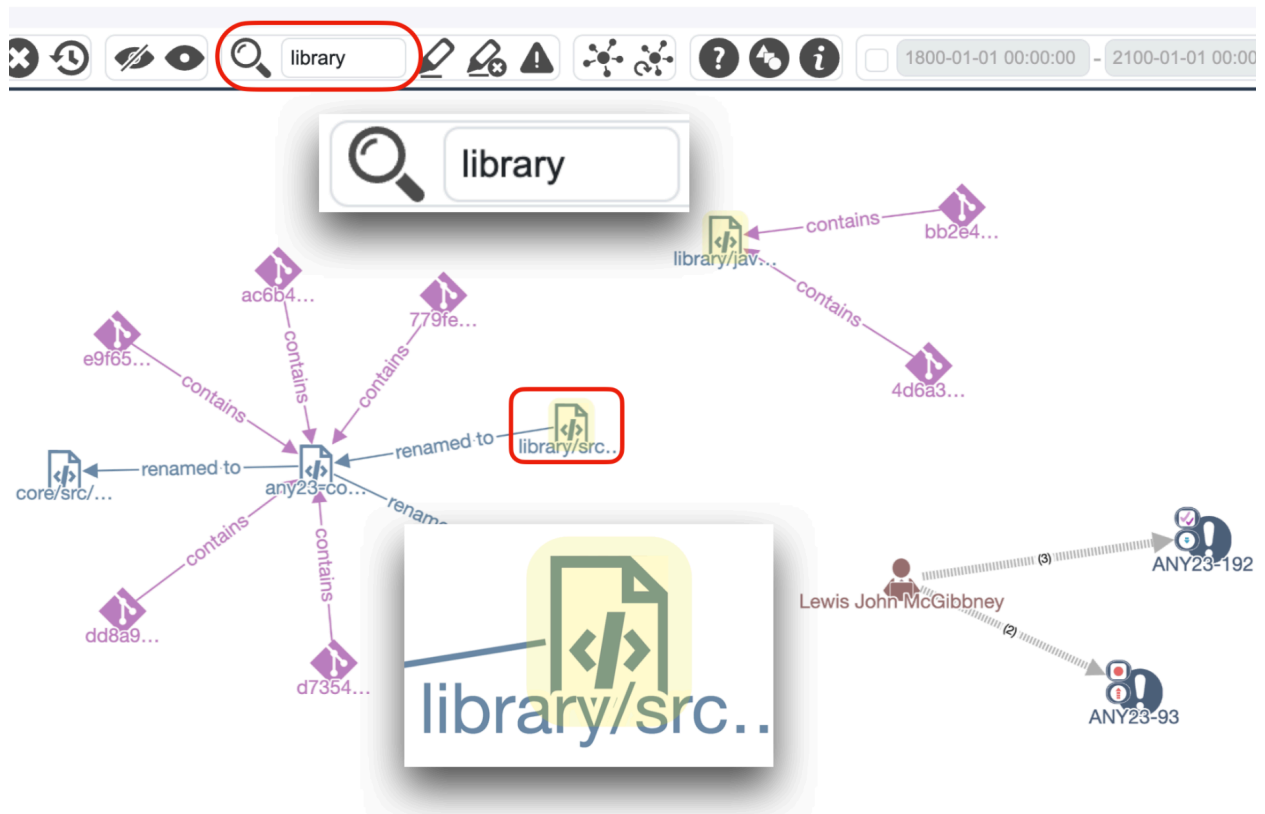 library
1800-01-01 00:00:00 - 2100-01-01 00:00
library
contains
bb2e4...
library/jav...
contains
ac6b4...
779fe...
e9f65...
contains
contains
contains
4d6a3...
renamed to
library/src...
renamed to
core/src/...
any23-co...
rename
contains
contains
(3)
ANY23-192
Lewis John McGibbney
(2)
dd8a9...
d7354...
library/src..
ANY23-93